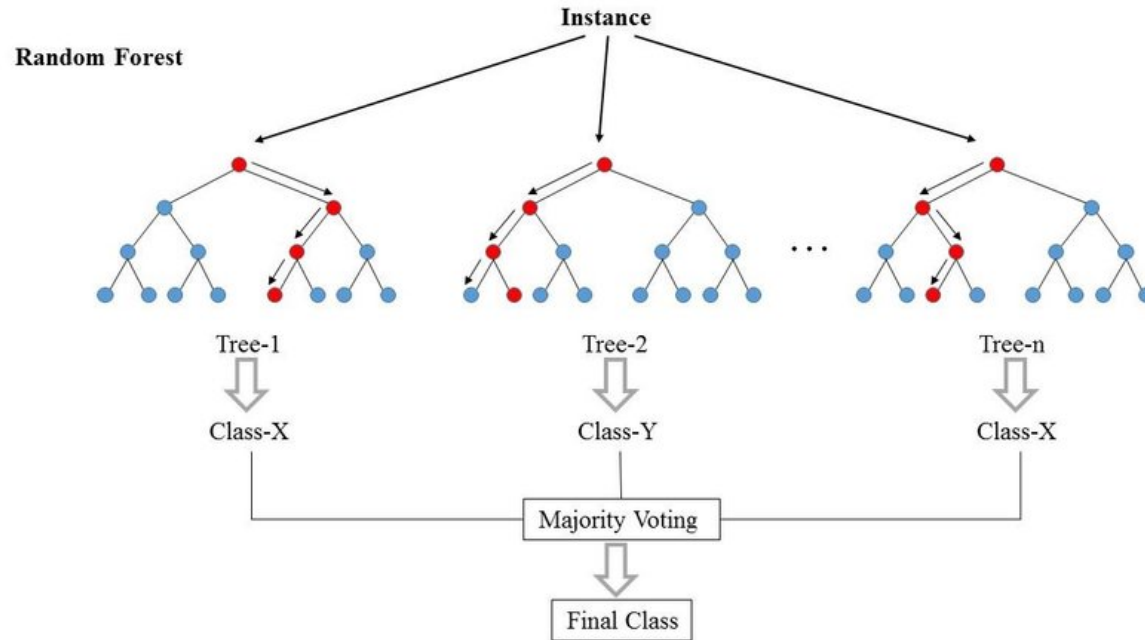 Instance
Random Forest
...
Tree-1 Tree-2 Tree-n
Class-X Class-Y Class-X
Majority Voting
Final Class